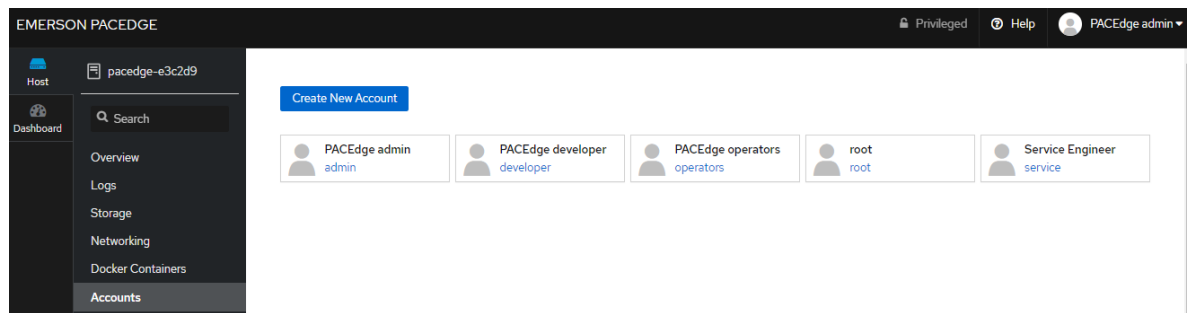 EMERSON PACEDGE
Privileged
Help
PACEdge admin
Host
Dashboard
pacedge-e3c2d9
Search
Overview
Logs
Storage
Networking
Docker Containers
Accounts
Create New Account
PACEdge admin
admin
PACEdge developer
developer
PACEdge operators
operators
root
root
Service Engineer
service